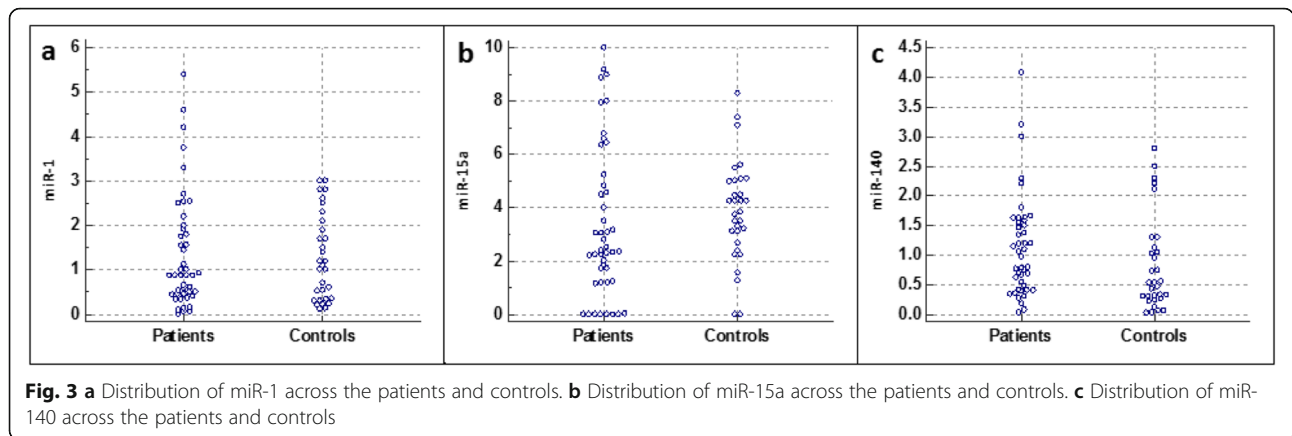 a
6
5
4
3
2
1
0
miR-1
Patients Controls
b
10
8
6
4
2
0
miR-15a
Patients Controls
c
4.5
4.0
3.5
3.0
2.5
2.0
1.5
1.0
0.5
0.0
miR-140
Patients Controls
Fig. 3 a Distribution of miR-1 across the patients and controls. b Distribution of miR-15a across the patients and controls. c Distribution of miR-
140 across the patients and controls